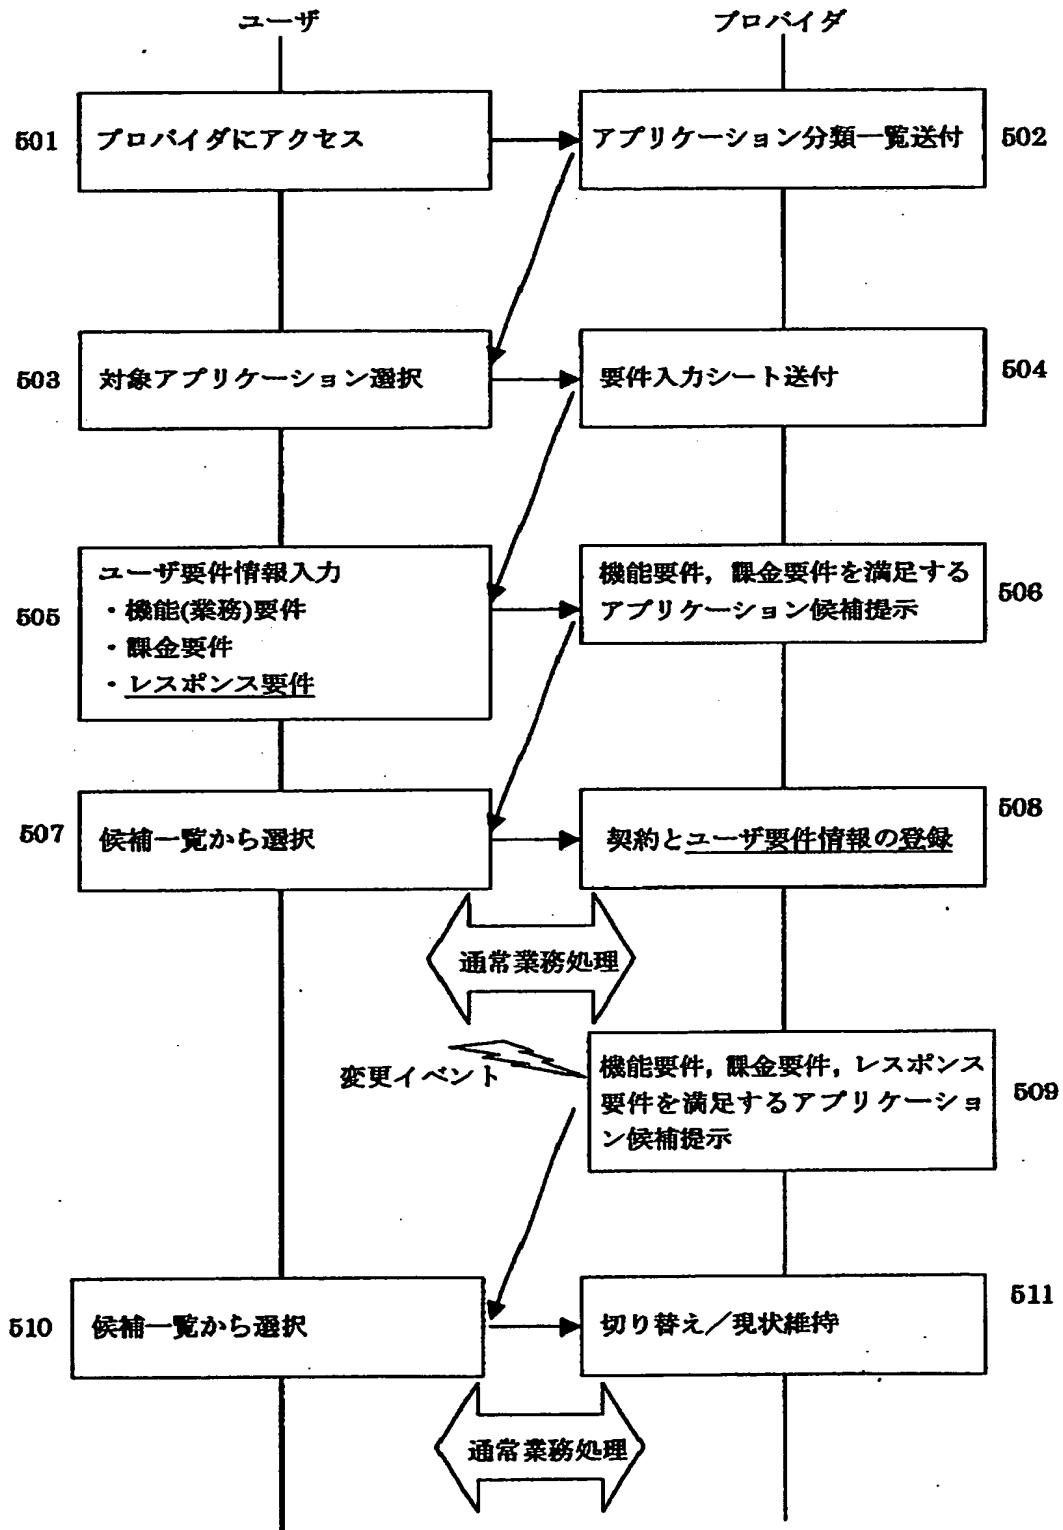 ユーザ
プロバイダ
501
プロバイダにアクセス
アプリケーション分類一覧送付
502
503
対象アプリケーション選択
要件入力シート送付
504
505
ユーザ要件情報入力
・機能(業務)要件
・課金要件
・レスポンス要件
機能要件，課金要件を満足する
アプリケーション候補提示
506
507
候補一覧から選択
契約とユーザ要件情報の登録
508
通常業務処理
変更イベント
機能要件，課金要件，レスポンス
要件を満足するアプリケーショ
ン候補提示
509
510
候補一覧から選択
切り替え／現状維持
511
通常業務処理